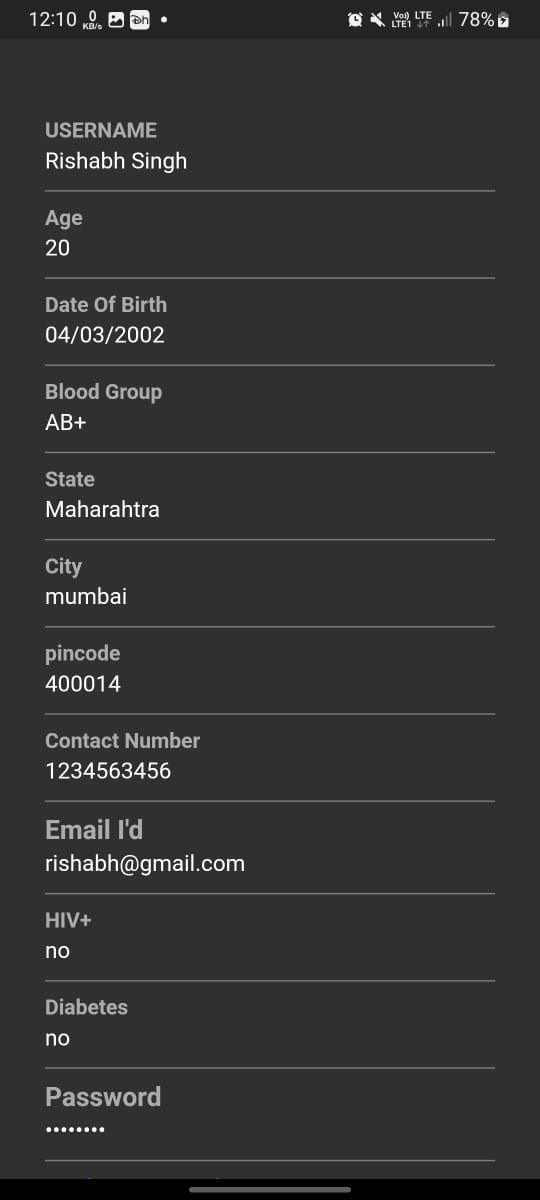 12:10 0 KB/s Dh Vo) LTE1 LTE 78%
USERNAME
Rishabh Singh
Age
20
Date Of Birth
04/03/2002
Blood Group
AB+
State
Maharahtra
City
mumbai
pincode
400014
Contact Number
1234563456
Email I'd
rishabh@gmail.com
HIV+
no
Diabetes
no
Password
••••••••